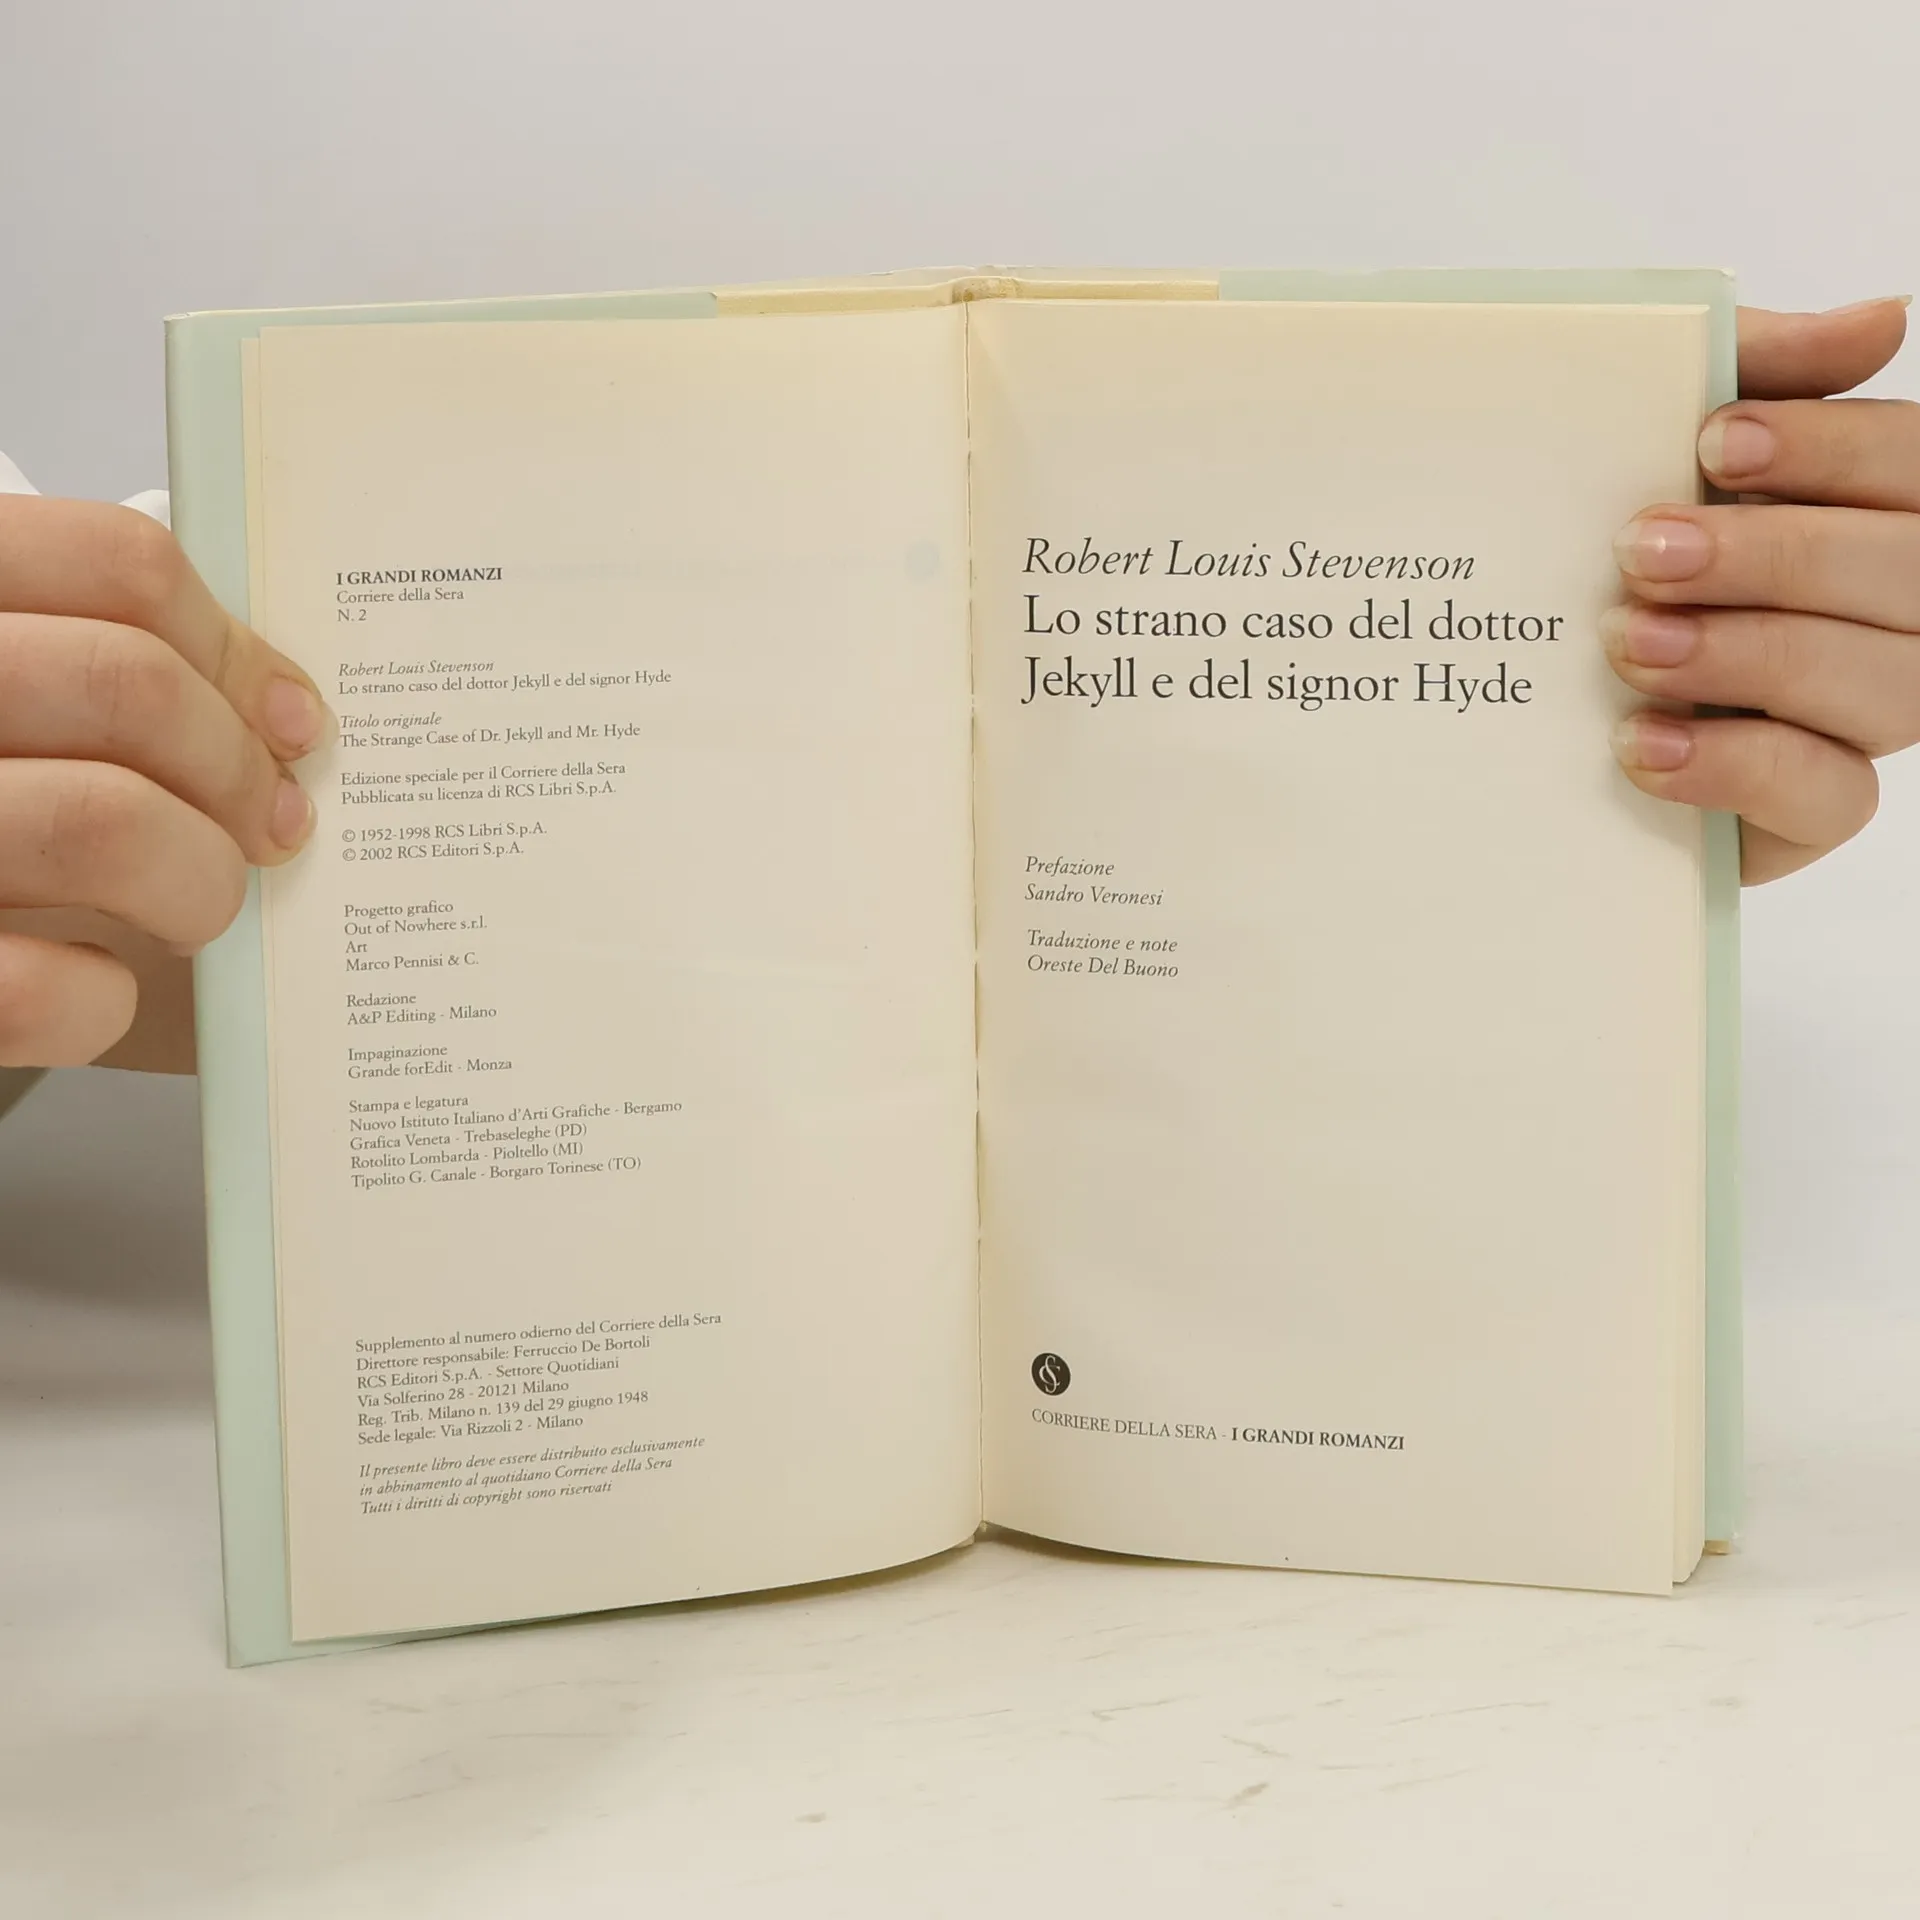 I GRANDI ROMANZI
Corriere della Sera
N. 2
Robert Louis Stevenson
Lo strano caso del dottor Jekyll e del signor Hyde
Titolo originale
The Strange Case of Dr. Jekyll and Mr. Hyde
Edizione speciale per il Corriere della Sera
Pubblicata su licenza di RCS Libri S.p.A.
© 1952-1998 RCS Libri S.p.A.
© 2002 RCS Editori S.p.A.
Progetto grafico
Out of Nowhere s.r.l.
Art
Marco Pennisi & C.
Redazione
A&P Editing - Milano
Impaginazione
Grande forEdit - Monza
Stampa e legatura
Nuovo Istituto Italiano d'Arti Grafiche - Bergamo
Grafica Veneta - Trebaseleghe (PD)
Rotolito Lombarda - Pioltello (MI)
Tipolito G. Canale - Borgaro Torinese (TO)
Supplemento al numero odierno del Corriere della Sera
Direttore responsabile: Ferruccio De Bortoli
RCS Editori S.p.A. - Settore Quotidiani
Via Solferino 28 - 20121 Milano
Reg. Trib. Milano n. 139 del 29 giugno 1948
Sede legale: Via Rizzoli 2 - Milano
Il presente libro deve essere distribuito esclusivamente
in abbinamento al quotidiano Corriere della Sera
Tutti i diritti di copyright sono riservati
Robert Louis Stevenson
Lo strano caso del dottor
Jekyll e del signor Hyde
Prefazione
Sandro Veronesi
Traduzione e note
Oreste Del Buono
CORRIERE DELLA SERA - I GRANDI ROMANZI